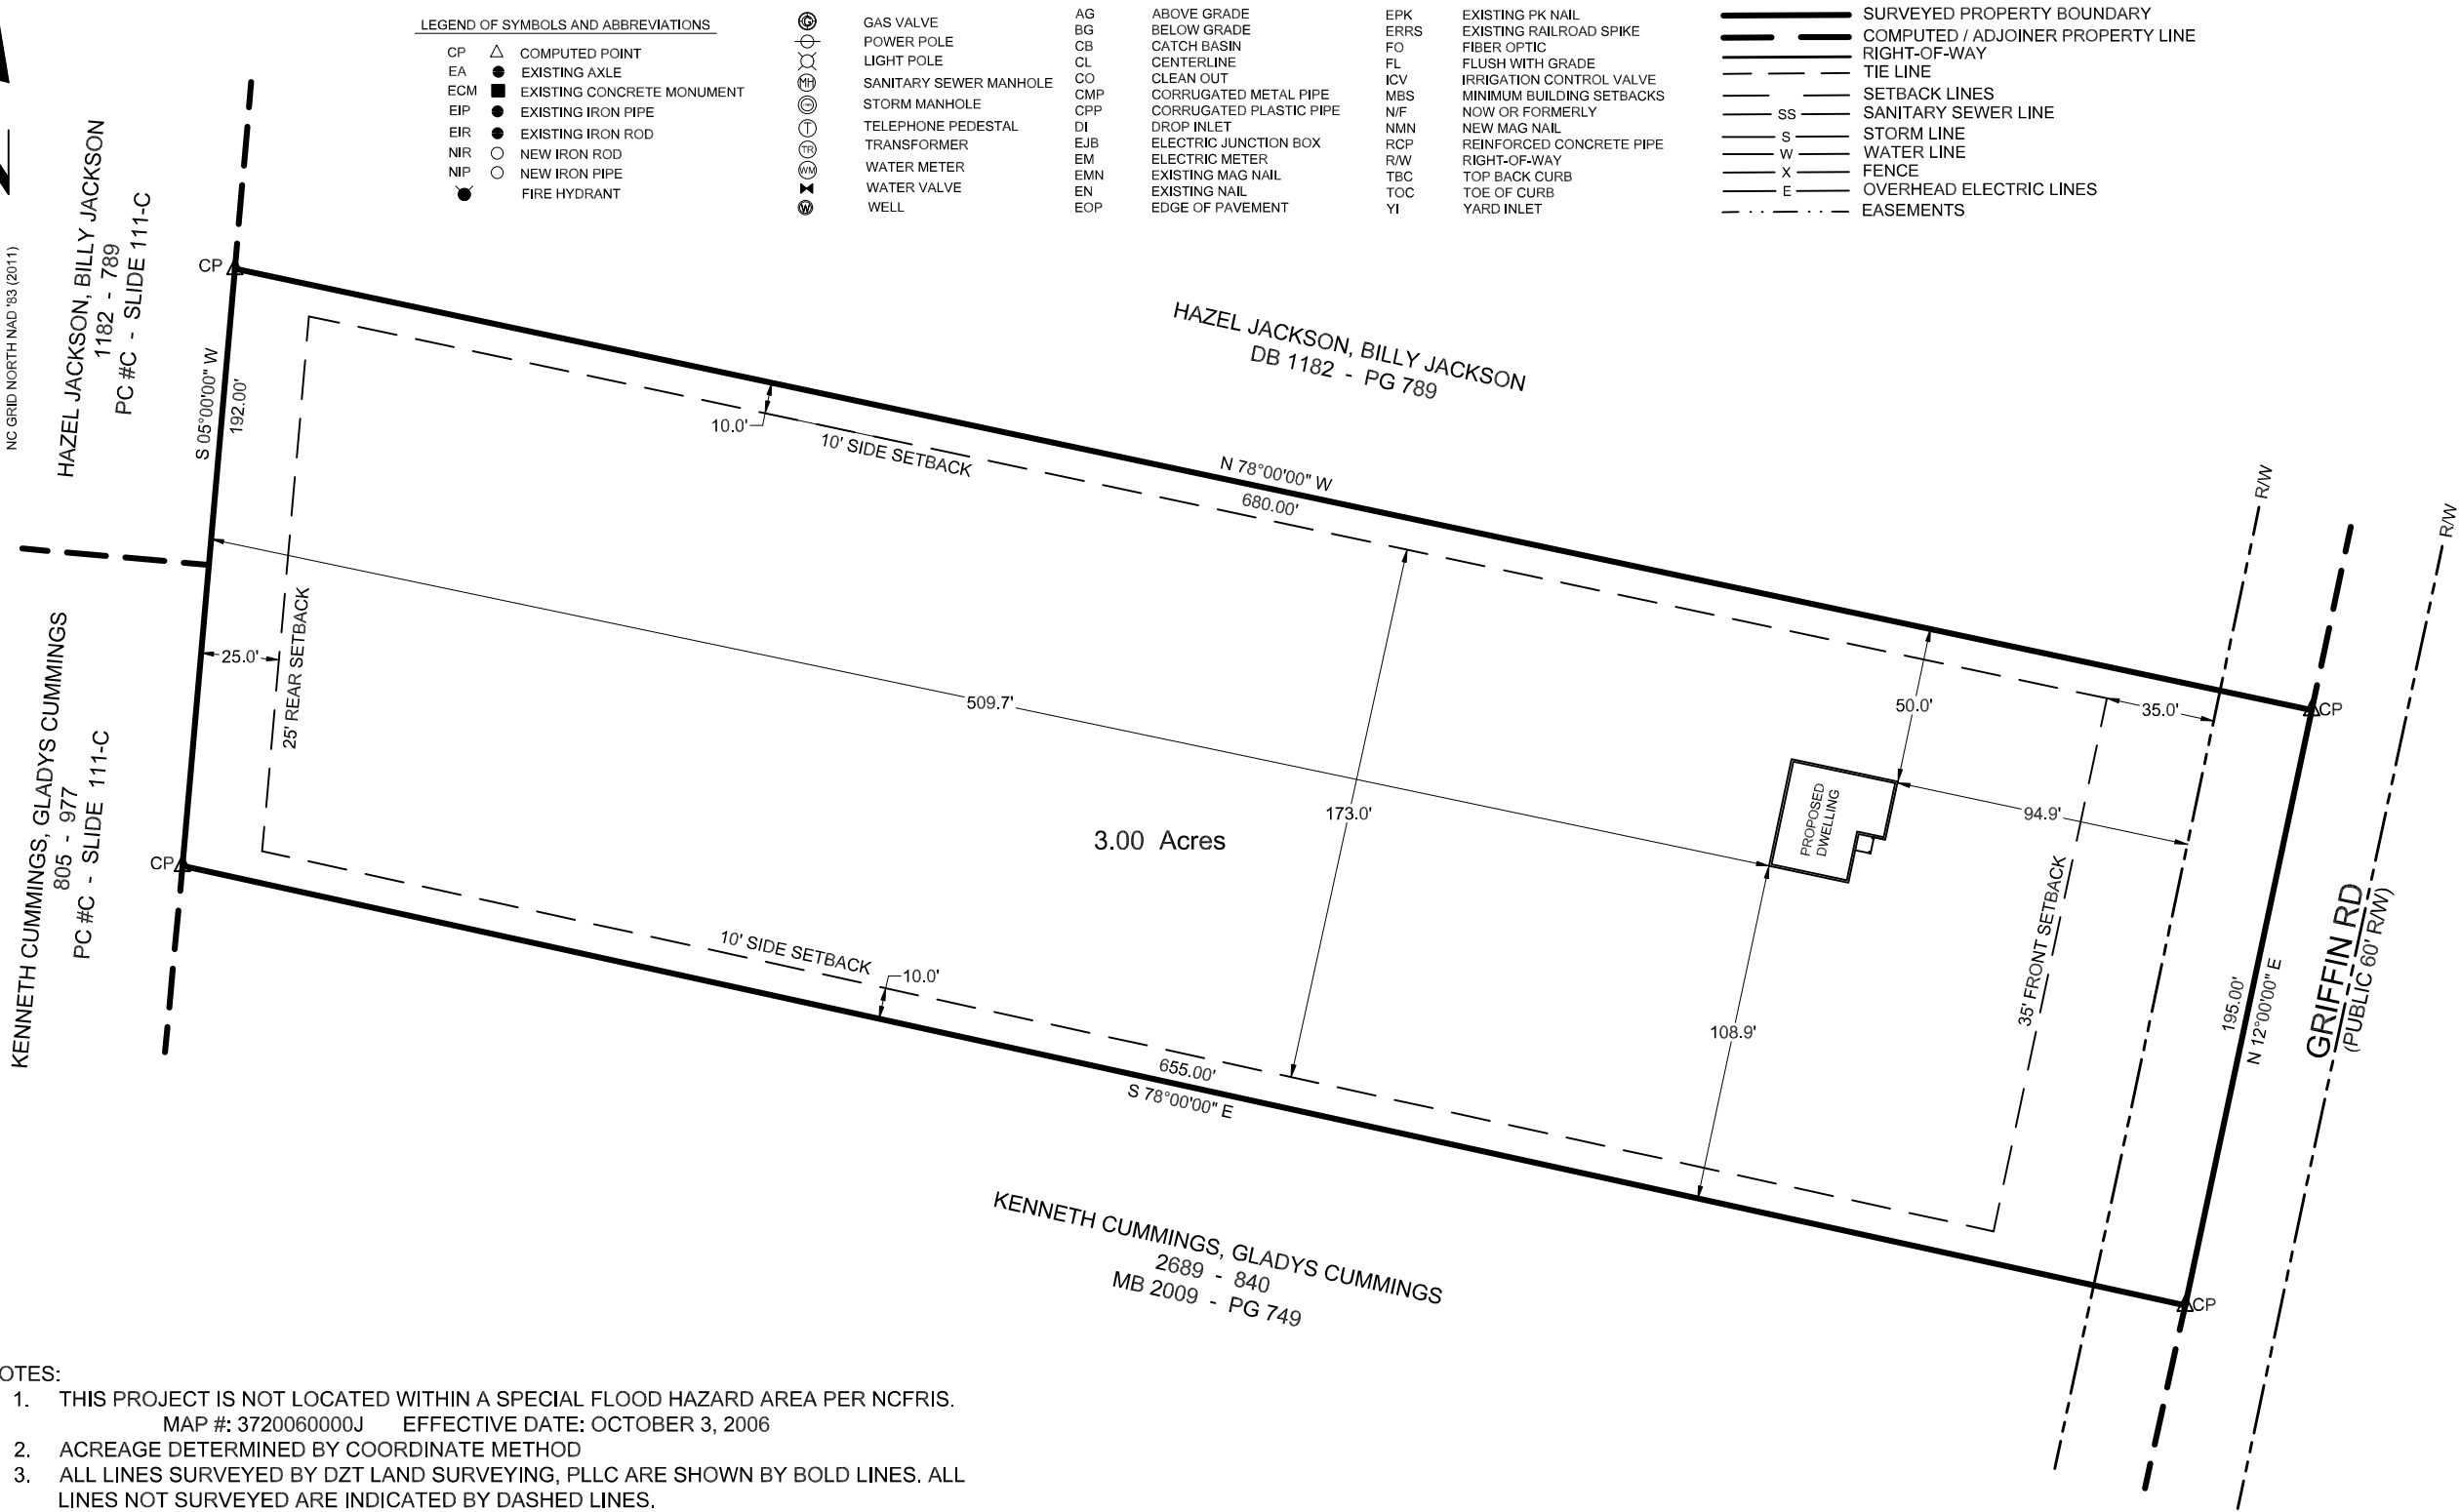 LEGEND OF SYMBOLS AND ABBREVIATIONS
CP COMPUTED POINT
EA EXISTING AXLE
ECM EXISTING CONCRETE MONUMENT
EIP EXISTING IRON PIPE
EIR EXISTING IRON ROD
NIR NEW IRON ROD
NIP NEW IRON PIPE
FIRE HYDRANT
G GAS VALVE
POWER POLE
LIGHT POLE
MH SANITARY SEWER MANHOLE
STORM MANHOLE
T TELEPHONE PEDESTAL
TR TRANSFORMER
WM WATER METER
WATER VALVE
W WELL
AG ABOVE GRADE
BG BELOW GRADE
CB CATCH BASIN
CL CENTERLINE
CO CLEAN OUT
CMP CORRUGATED METAL PIPE
CPP CORRUGATED PLASTIC PIPE
DI DROP INLET
EJB ELECTRIC JUNCTION BOX
EM ELECTRIC METER
EMN EXISTING MAG NAIL
EN EXISTING NAIL
EOP EDGE OF PAVEMENT
EPK EXISTING PK NAIL
ERRS EXISTING RAILROAD SPIKE
FO FIBER OPTIC
FL FLUSH WITH GRADE
ICV IRRIGATION CONTROL VALVE
MBS MINIMUM BUILDING SETBACKS
N/F NOW OR FORMERLY
NMN NEW MAG NAIL
RCP REINFORCED CONCRETE PIPE
R/W RIGHT-OF-WAY
TBC TOP BACK CURB
TOC TOE OF CURB
YI YARD INLET
SURVEYED PROPERTY BOUNDARY
COMPUTED / ADJOINER PROPERTY LINE
RIGHT-OF-WAY
TIE LINE
SETBACK LINES
SS SANITARY SEWER LINE
S STORM LINE
W WATER LINE
X FENCE
E OVERHEAD ELECTRIC LINES
EASEMENTS
NC GRID NORTH NAD '83 (2011)
HAZEL JACKSON, BILLY JACKSON
1182 - 789
PC #C - SLIDE 111-C
CP
S 05°00'00" W
192.00'
HAZEL JACKSON, BILLY JACKSON
DB 1182 - PG 789
10.0'
10' SIDE SETBACK
N 78°00'00" W
680.00'
R/W
R/W
KENNETH CUMMINGS, GLADYS CUMMINGS
805 - 977
PC #C - SLIDE 111-C
25.0'
25' REAR SETBACK
509.7'
173.0'
50.0'
35.0'
CP
PROPOSED
DWELLING
94.9'
3.00 Acres
CP
10' SIDE SETBACK
10.0'
108.9'
35' FRONT SETBACK
195.00'
N 12°00'00" E
GRIFFIN RD
(PUBLIC 60' R/W)
655.00'
S 78°00'00" E
CP
KENNETH CUMMINGS, GLADYS CUMMINGS
2689 - 840
MB 2009 - PG 749
OTES:
1. THIS PROJECT IS NOT LOCATED WITHIN A SPECIAL FLOOD HAZARD AREA PER NCFRIS.
MAP #: 3720060000J EFFECTIVE DATE: OCTOBER 3, 2006
2. ACREAGE DETERMINED BY COORDINATE METHOD
3. ALL LINES SURVEYED BY DZT LAND SURVEYING, PLLC ARE SHOWN BY BOLD LINES. ALL
LINES NOT SURVEYED ARE INDICATED BY DASHED LINES.